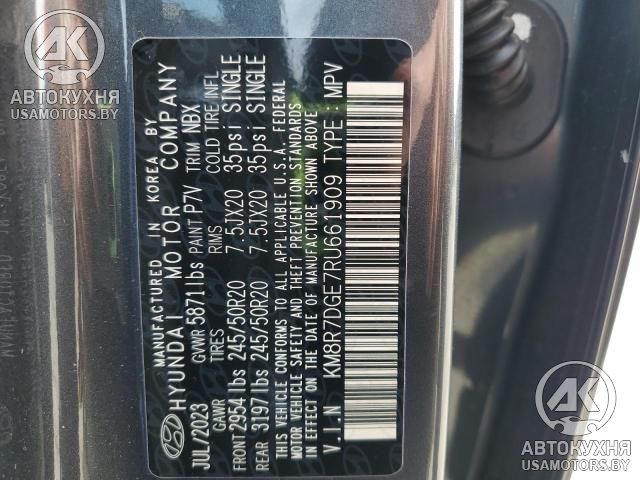 MANUFACTURED IN KOREA BY
HYUNDAI MOTOR COMPANY
JUL/2023 GVWR 5871lbs PAINT P7V TRIM NBX
GAWR TIRES RIMS COLD TIRE INFL
FRONT 2954 lbs 245/50R20 7.5JX20 35psi SINGLE
REAR 3197 lbs 245/50R20 7.5JX20 35psi SINGLE
THIS VEHICLE CONFORMS TO ALL APPLICABLE U.S.A. FEDERAL
MOTOR VEHICLE SAFETY AND THEFT PREVENTION STANDARDS
IN EFFECT ON THE DATE OF MANUFACTURE SHOWN ABOVE.
V.I.N KM8R7DGE7RU661909 TYPE : MPV
АК
АВТОКУХНЯ
USAMOTORS.BY
АК
АВТОКУХНЯ
USAMOTORS.BY